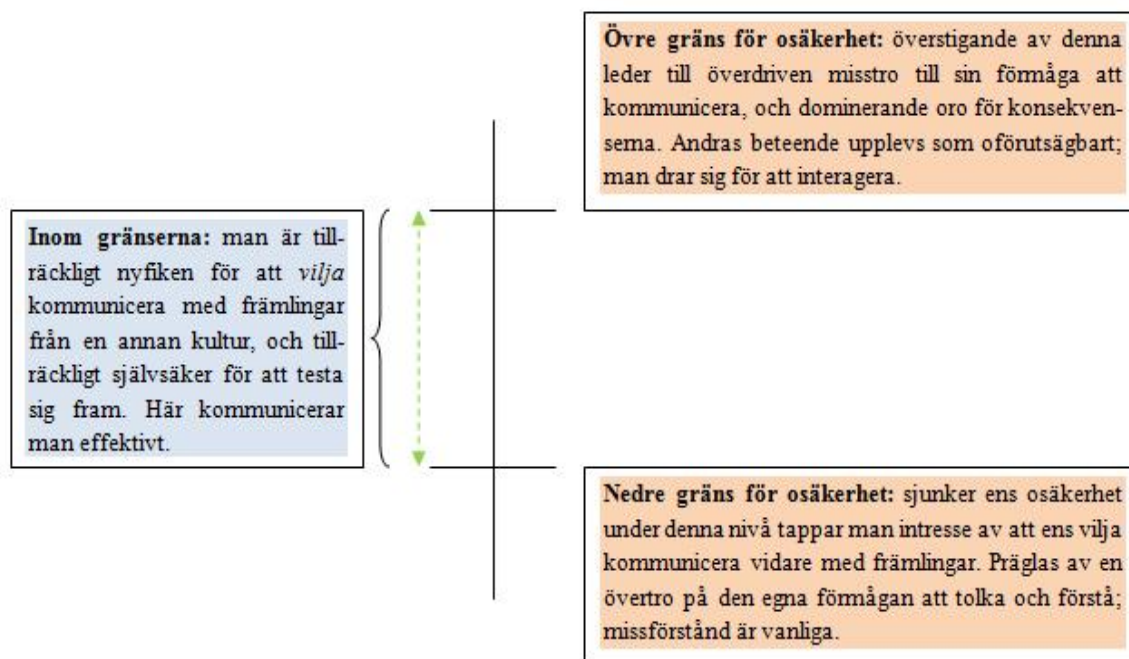 Övre gräns för osäkerhet: överstigande av denna
leder till överdriven misstro till sin förmåga att
kommunicera, och dominerande oro för konsekven-
serna. Andras beteende upplevs som oförutsägbart;
man drar sig för att interagera.
Inom gränserna: man är till-
räckligt nyfiken för att vilja
kommunicera med främlingar
från en annan kultur, och till-
räckligt självsäker för att testa
sig fram. Här kommunicerar
man effektivt.
Nedre gräns för osäkerhet: sjunker ens osäkerhet
under denna nivå tappar man intresse av att ens vilja
kommunicera vidare med främlingar. Präglas av en
övertro på den egna förmågan att tolka och förstå;
missförstånd är vanliga.